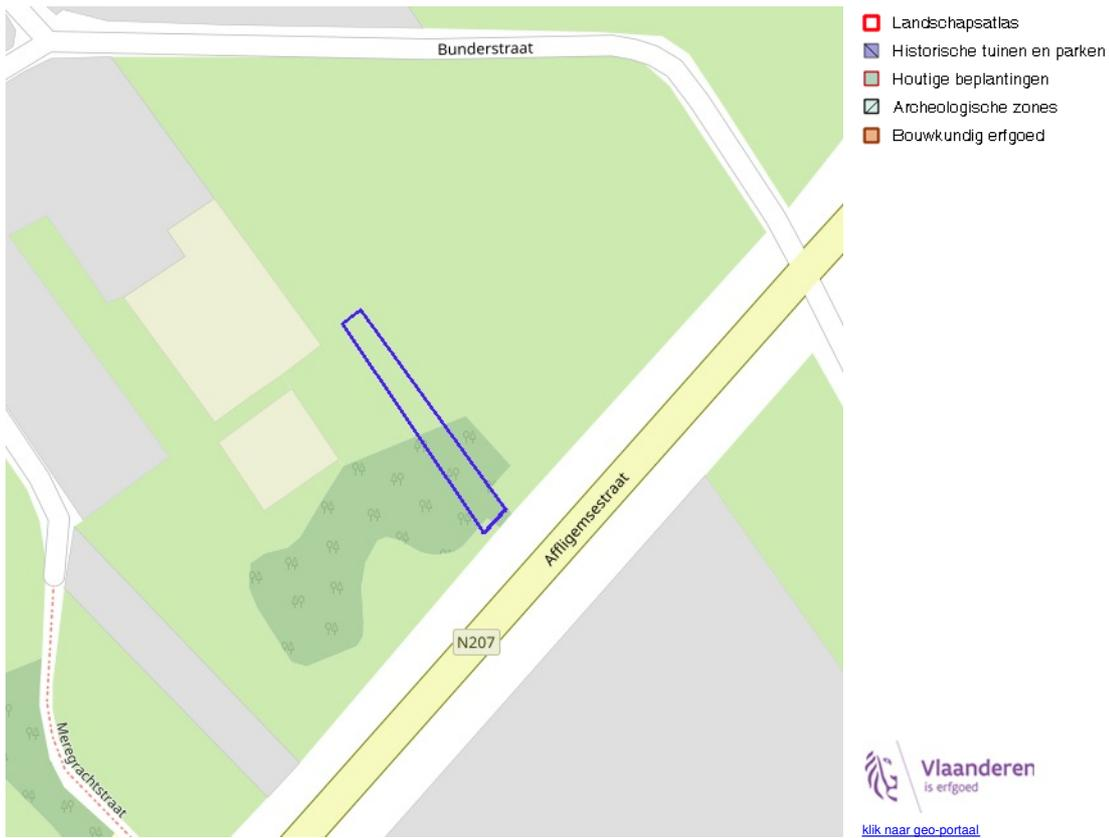 Bunderstraat
Affligemsestraat
N207
Meregrachtstraat
Landschapsatlas
Historische tuinen en parken
Houtige beplantingen
Archeologische zones
Bouwkundig erfgoed
Vlaanderen
is erfgoed
klik naar geo-portaal